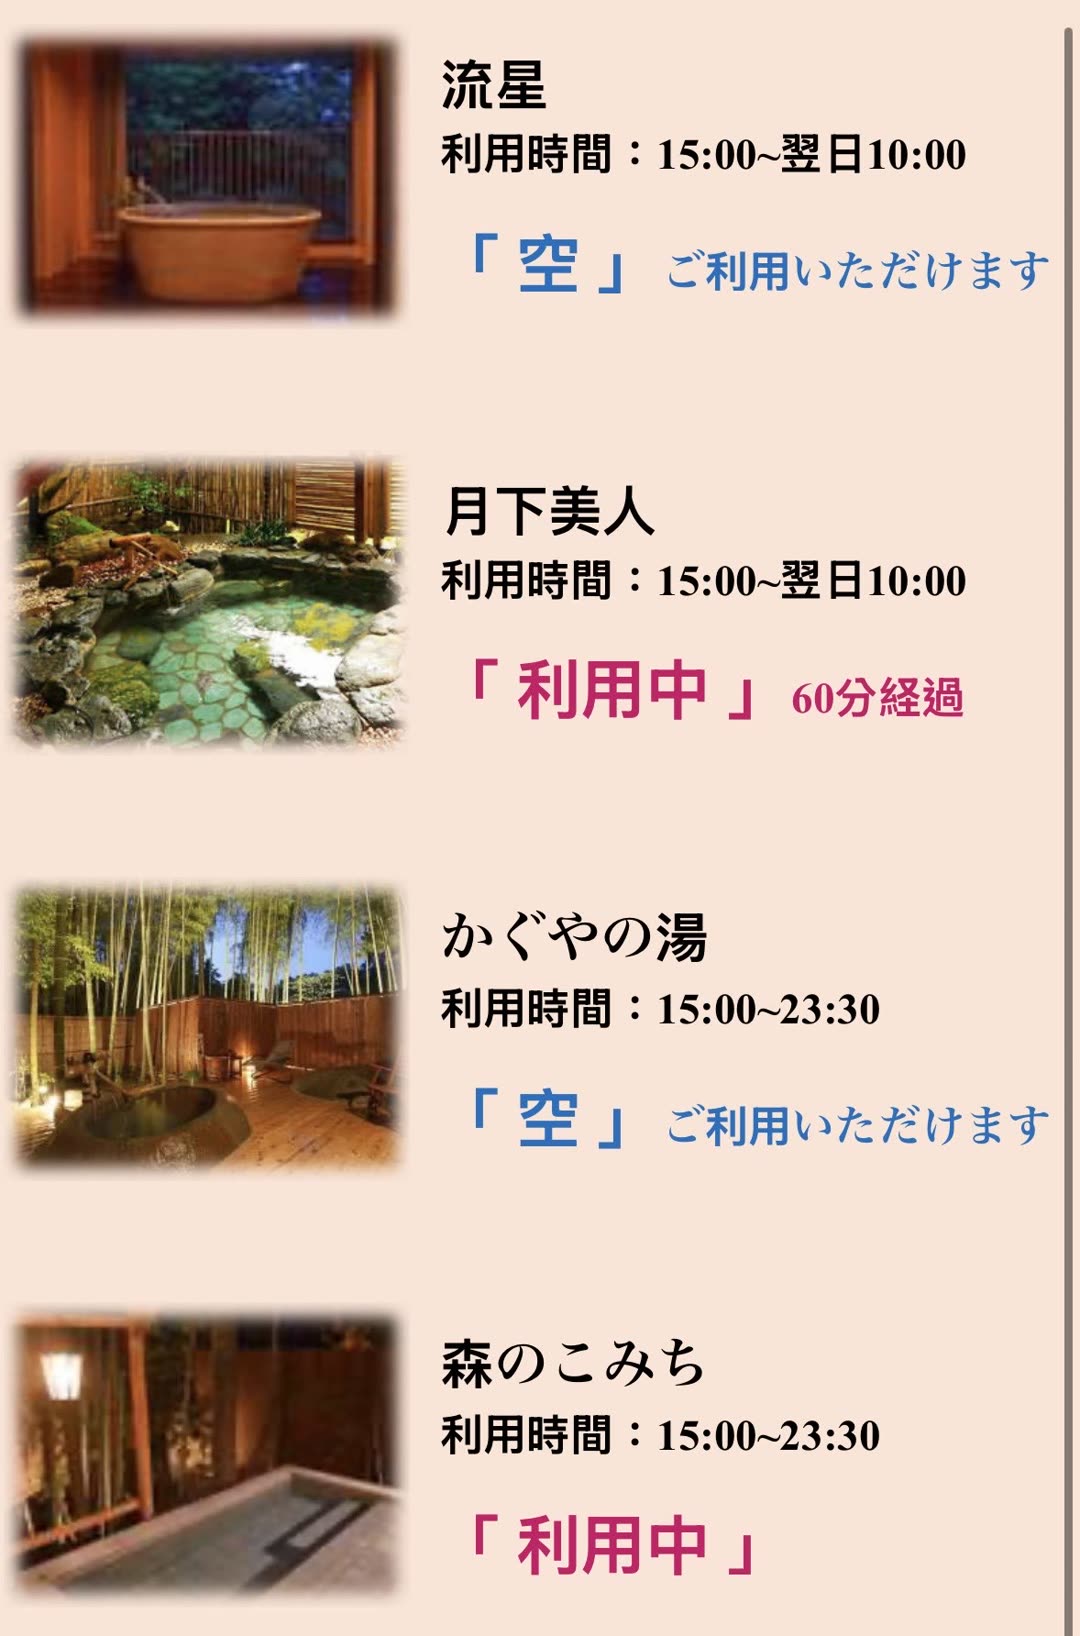 流星
利用時間：15:00~翌日10:00
「 空 」 ご利用いただけます
月下美人
利用時間：15:00~翌日10:00
「 利用中 」 60分経過
かぐやの湯
利用時間：15:00~23:30
「 空 」 ご利用いただけます
森のこみち
利用時間：15:00~23:30
「 利用中 」